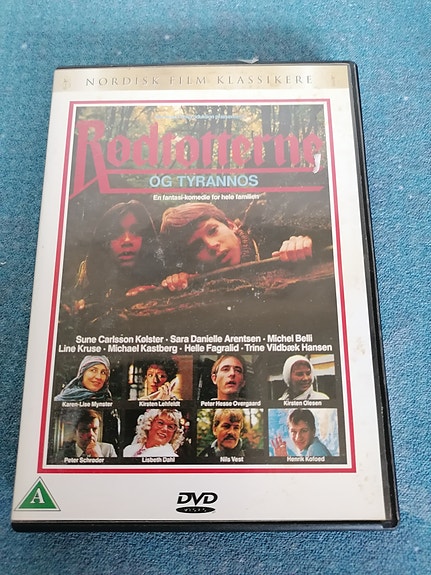 NORDISK FILM KLASSIKERE
Rødtotterne
OG TYRANNOS
En fantasi-komedie for hele familien
Sune Carlsson Kølster · Sara Danielle Arentsen · Michel Belli
Line Kruse · Michael Kastberg · Helle Fagralid · Trine Vildbæk Hansen
Karen-Lise Mynster
Kirsten Lehfeldt
Peter Hesse Overgaard
Kirsten Olesen
Peter Schrøder
Lisbeth Dahl
Nils Vest
Henrik Kofoed
A
DVD